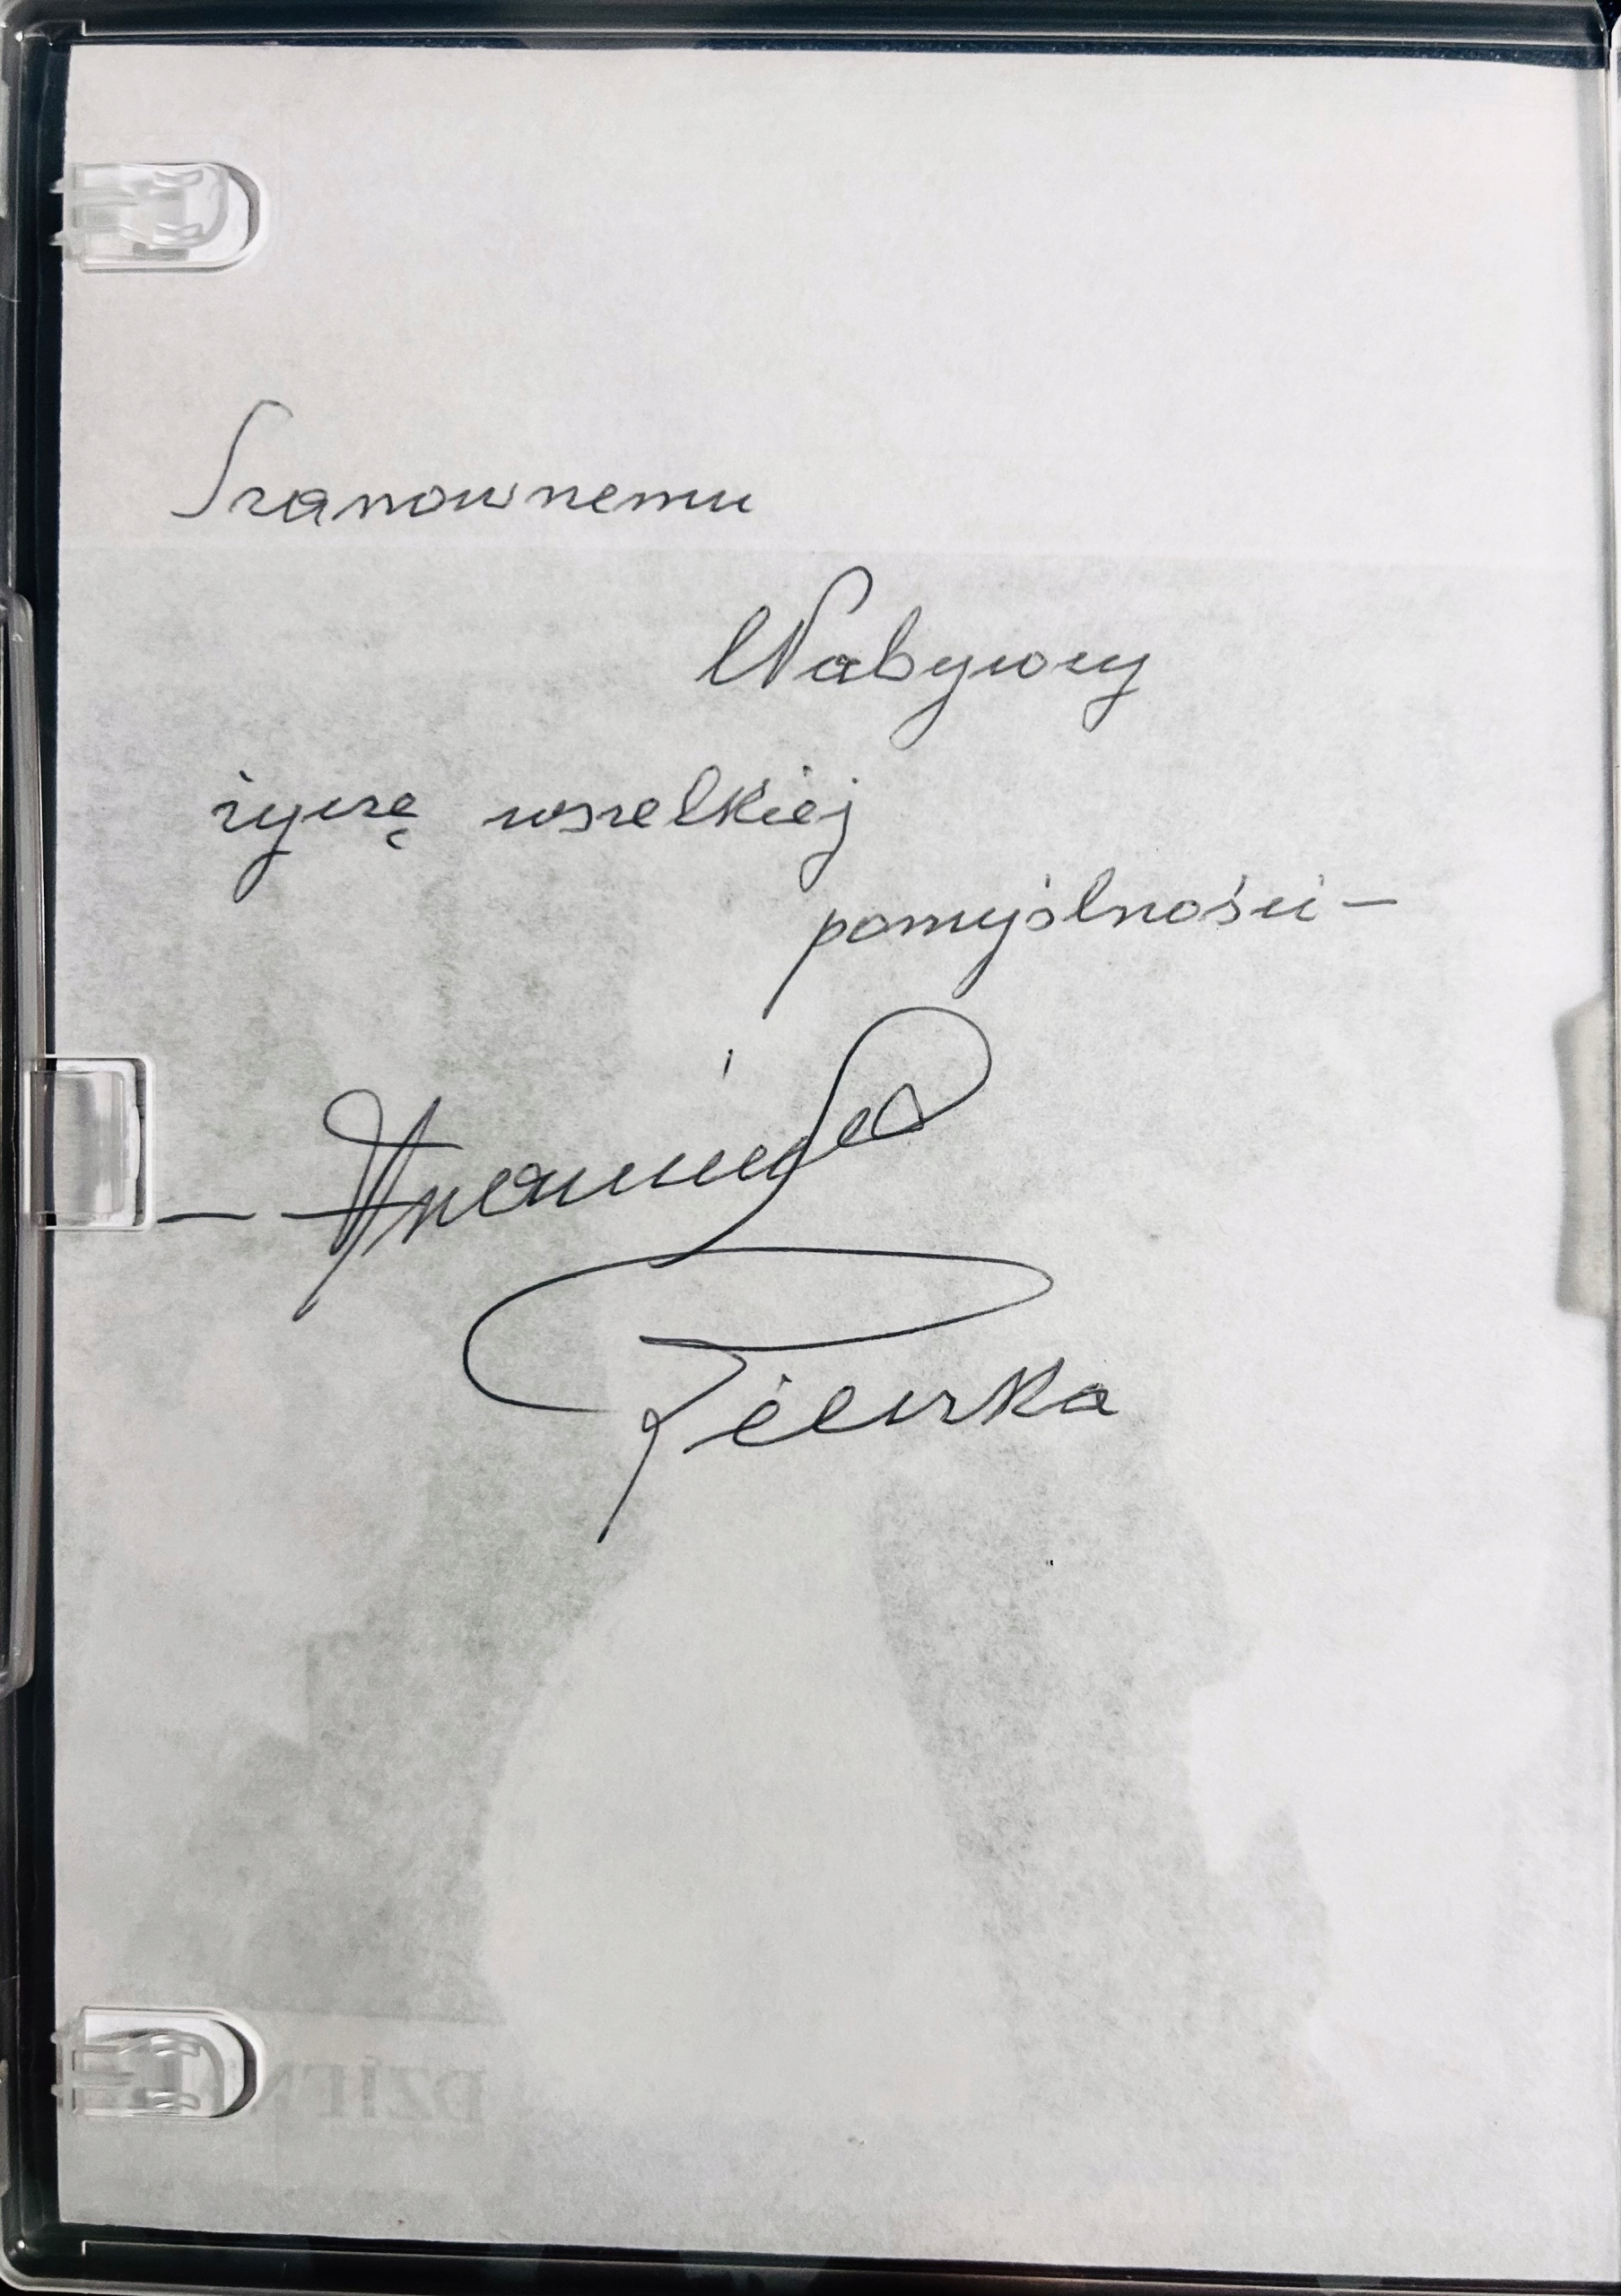 Szanownemu
Nabywcy
życzę wszelkiej
pomyślności —
— Franciszek
Pieczka
DZIEN